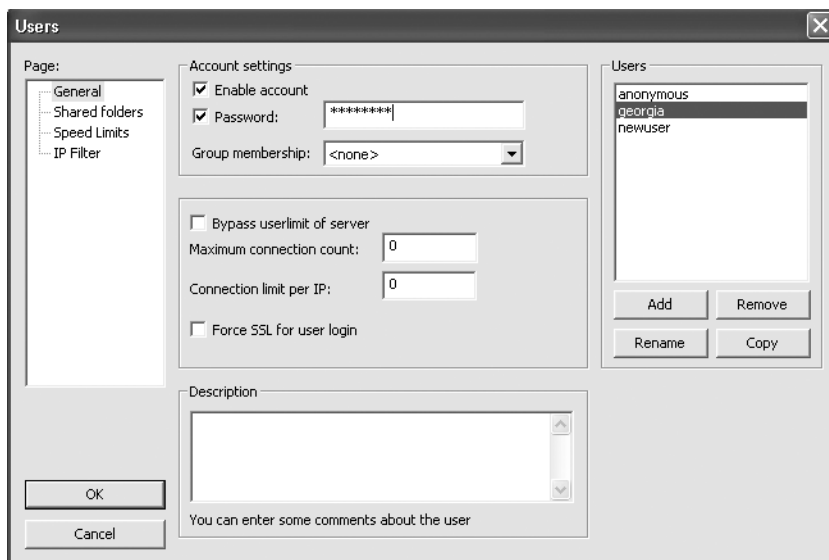 Users
Page:
General
Shared folders
Speed Limits
IP Filter
OK
Cancel
Account settings
Enable account
Password: ********
Group membership: <none>
Bypass userlimit of server
Maximum connection count: 0
Connection limit per IP: 0
Force SSL for user login
Description
You can enter some comments about the user
Users
anonymous
georgia
newuser
Add Remove
Rename Copy